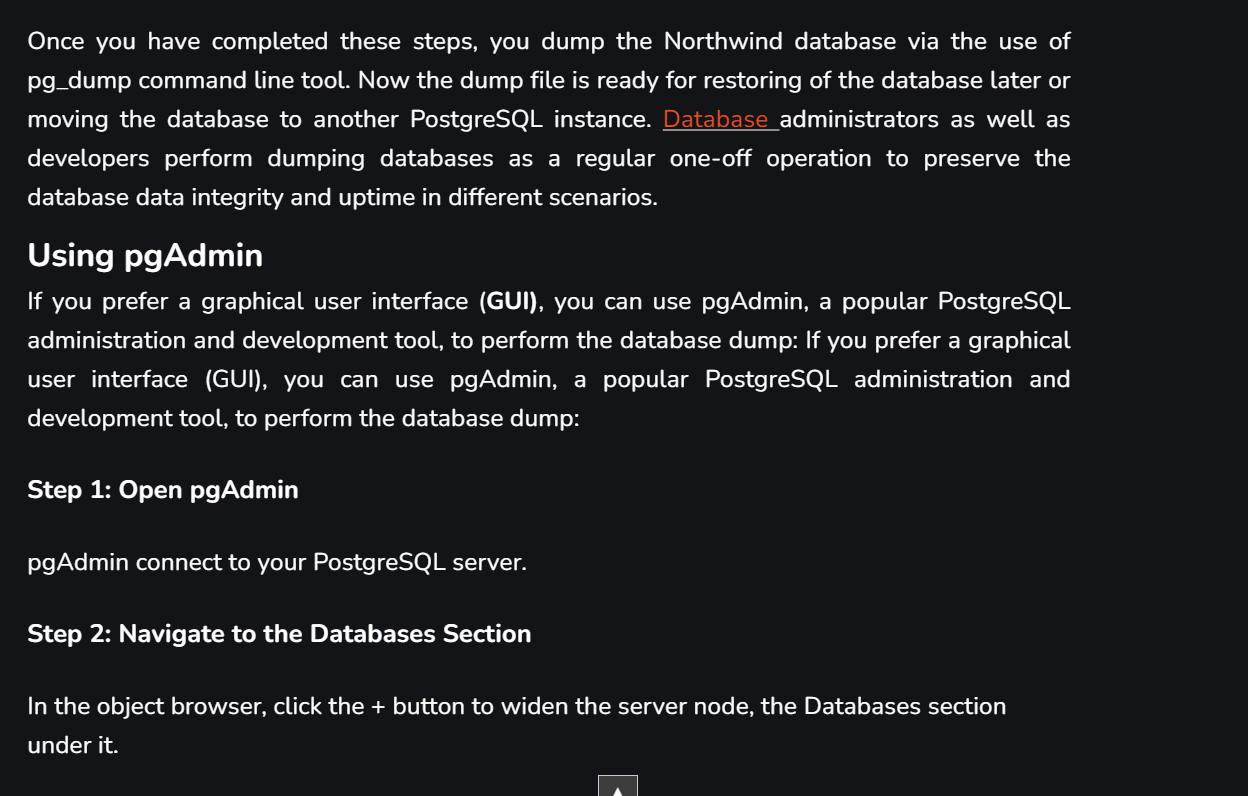 Once you have completed these steps, you dump the Northwind database via the use of
pg_dump command line tool. Now the dump file is ready for restoring of the database later or
moving the database to another PostgreSQL instance. Database administrators as well as
developers perform dumping databases as a regular one-off operation to preserve the
database data integrity and uptime in different scenarios.
Using pgAdmin
If you prefer a graphical user interface (GUI), you can use pgAdmin, a popular PostgreSQL
administration and development tool, to perform the database dump: If you prefer a graphical
user interface (GUI), you can use pgAdmin, a popular PostgreSQL administration and
development tool, to perform the database dump:
Step 1: Open pgAdmin
pgAdmin connect to your PostgreSQL server.
Step 2: Navigate to the Databases Section
In the object browser, click the + button to widen the server node, the Databases section
under it.